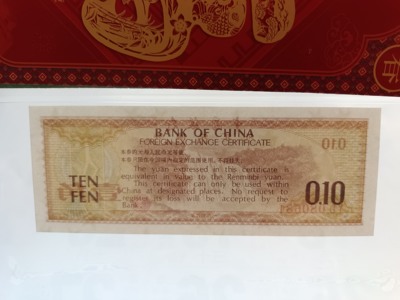 BANK OF CHINA
FOREIGN EXCHANGE CERTIFICATE
010
TEN
FEN
The yuan expressed in this certificate is
equivalent in value to the Renminbi yuan.
This certificate can only be used within
China at designated places. No request to
register its loss will be accepted by the
Bank.
0.10